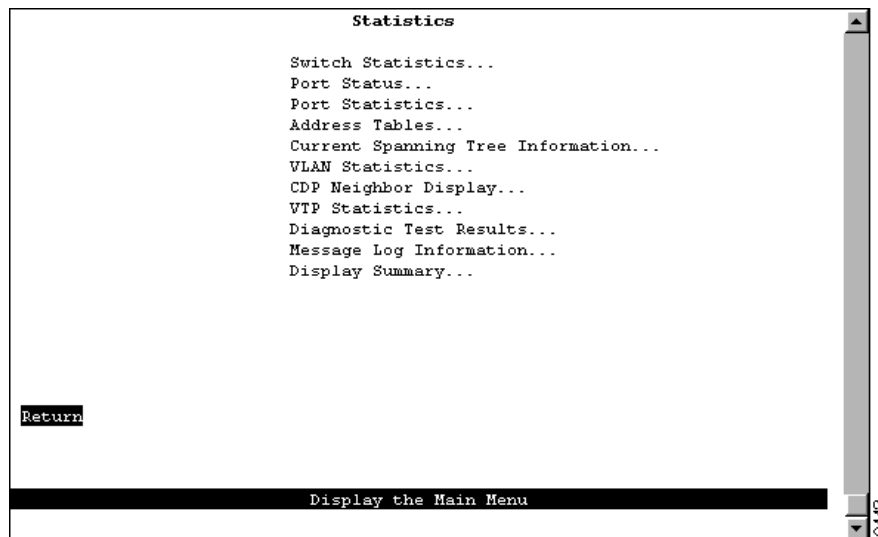 Statistics
Switch Statistics...
Port Status...
Port Statistics...
Address Tables...
Current Spanning Tree Information...
VLAN Statistics...
CDP Neighbor Display...
VTP Statistics...
Diagnostic Test Results...
Message Log Information...
Display Summary...
Return
Display the Main Menu